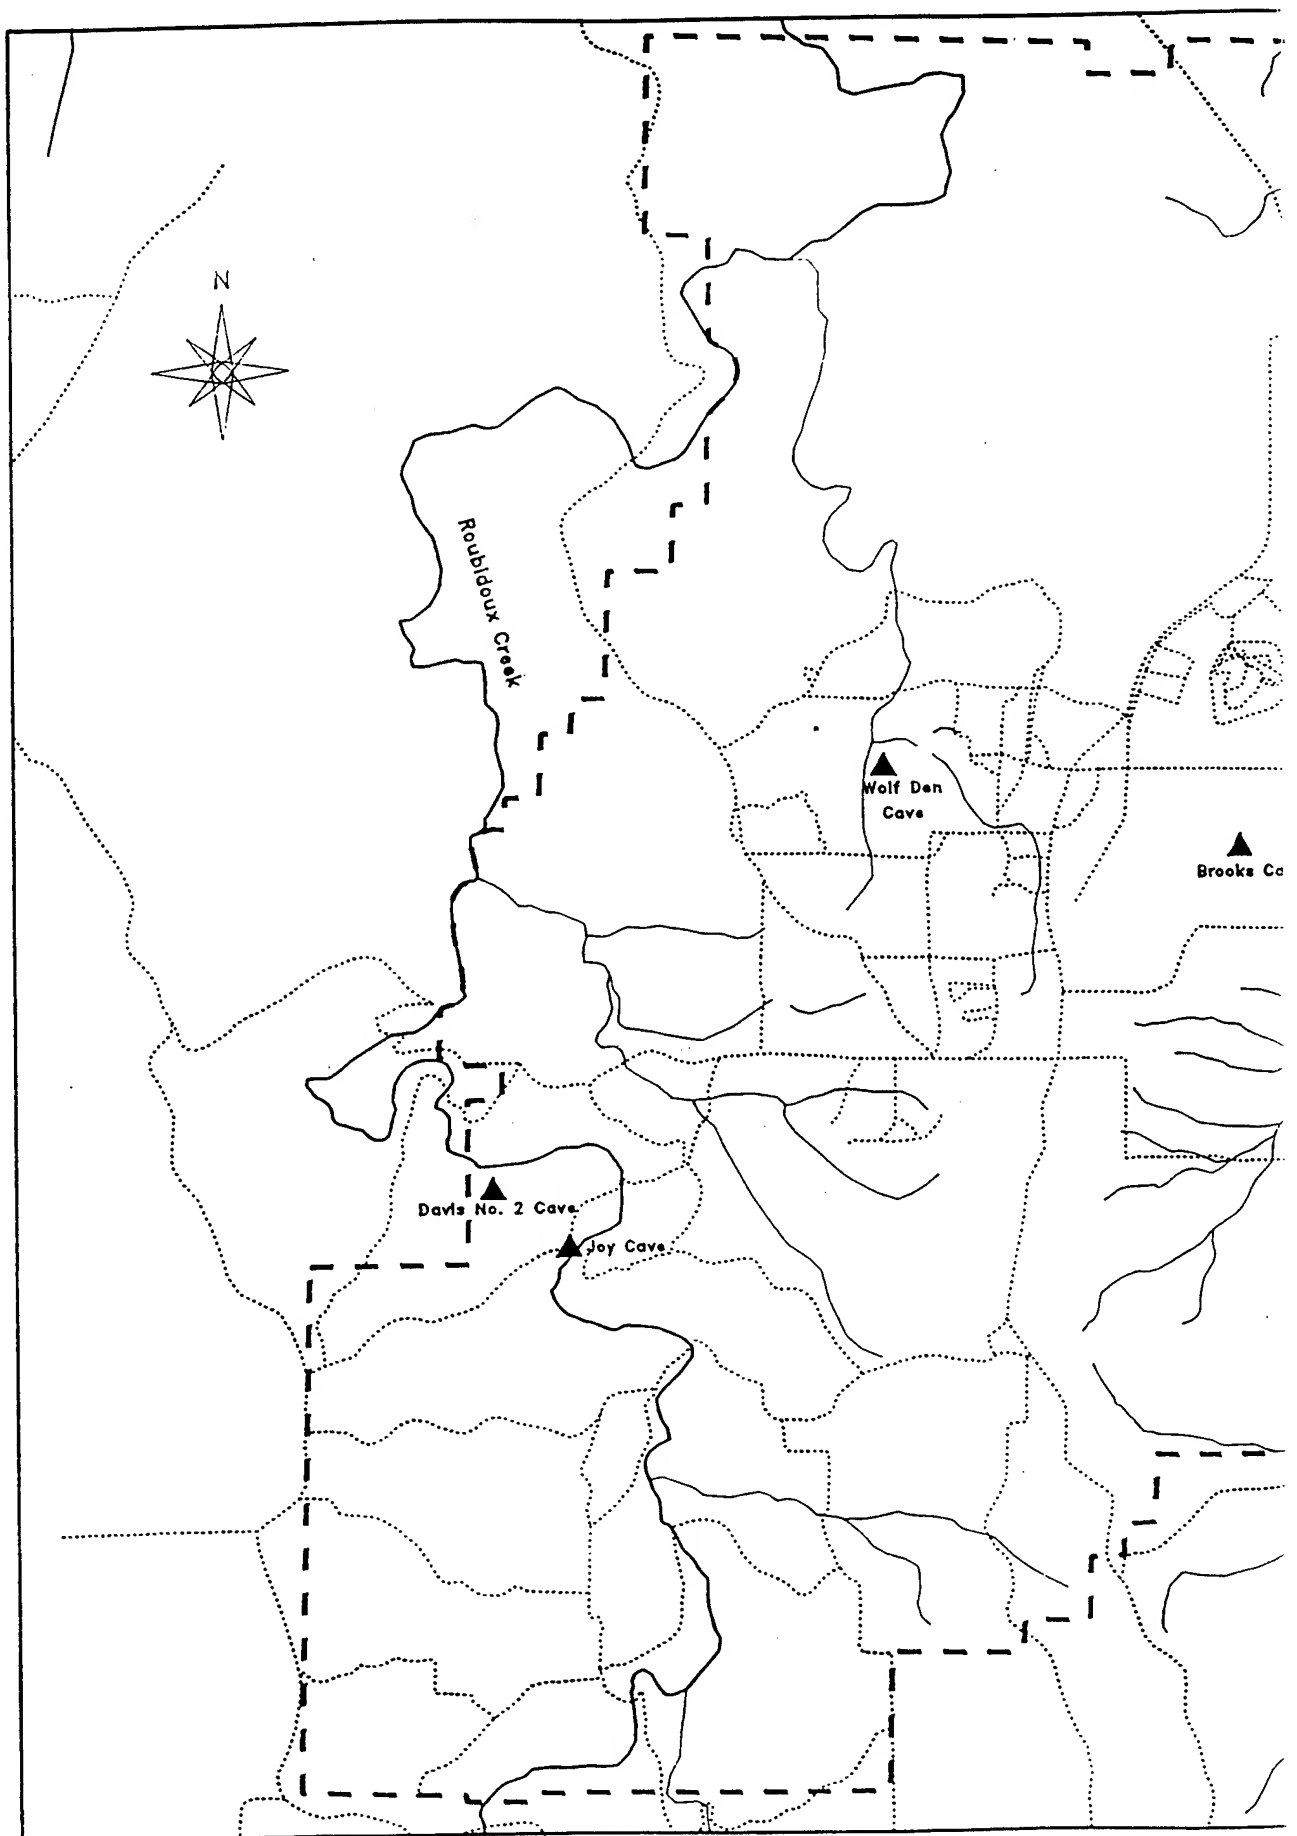 N
Roubidoux Creek
Wolf Den
Cave
Brooks Ca
Davis No. 2 Cave
Joy Cave